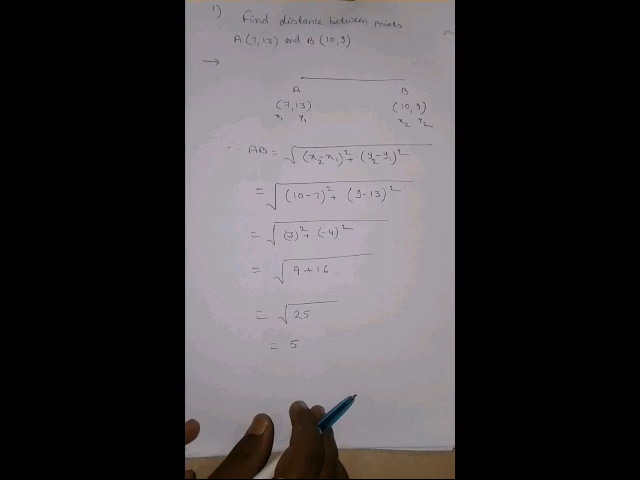 1) Find distance between points
A (7,13) and B (10,9)
→
A B
(7,13) (10,9)
x₁ y₁ x₂ y₂
∴ AB = √(x₂-x₁)² + (y₂-y₁)²
= √(10-7)² + (9-13)²
= √(3)² + (-4)²
= √9+16
= √25
= 5